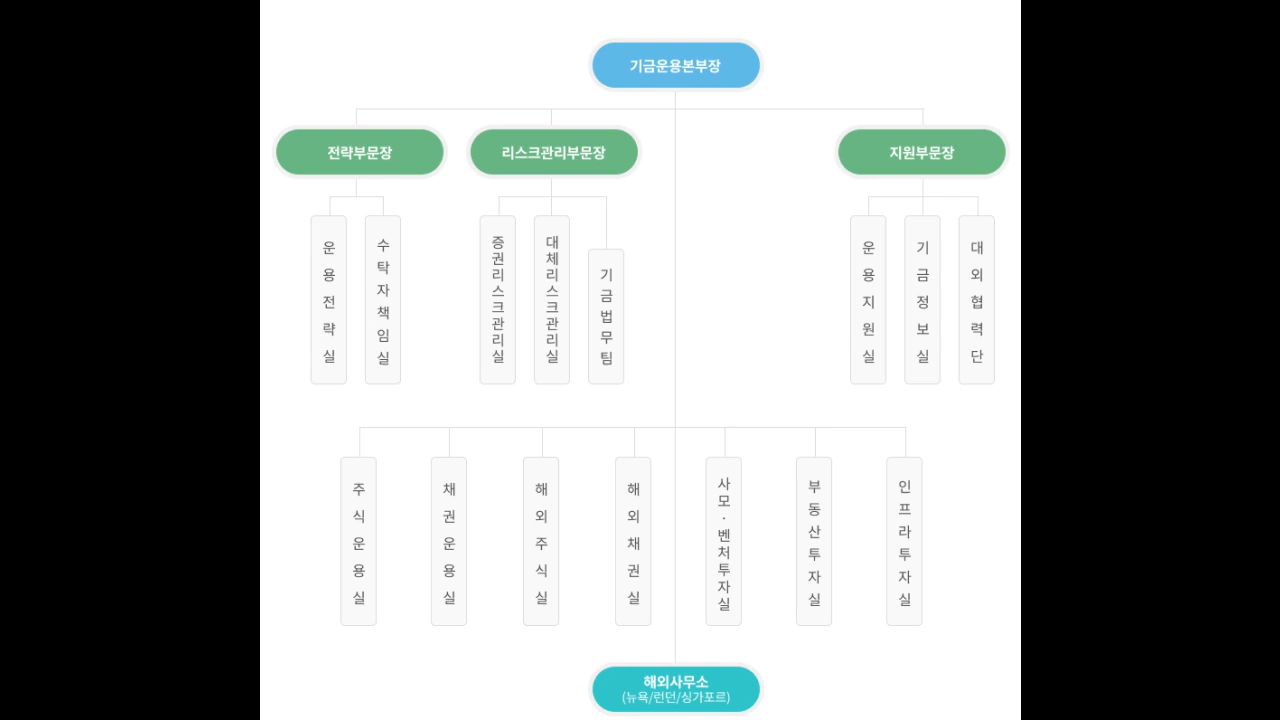 기금운용본부장
전략부문장
리스크관리부문장
지원부문장
운용전략실
수탁자책임실
증권리스크관리실
대체리스크관리실
기금법무팀
운용지원실
기금정보실
대외협력단
주식운용실
채권운용실
해외주식실
해외채권실
사모·벤처투자실
부동산투자실
인프라투자실
해외사무소
(뉴욕/런던/싱가포르)